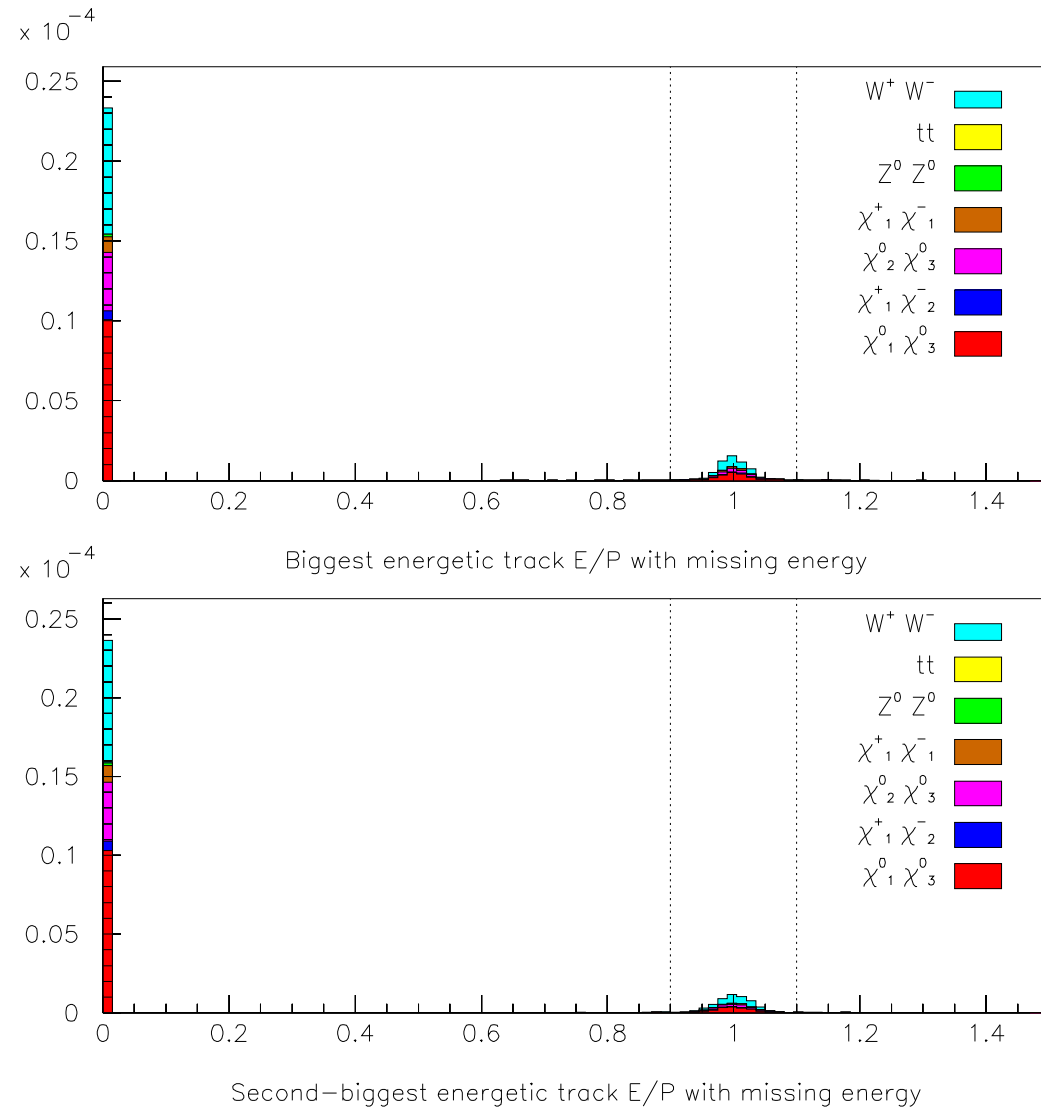 x 10⁻⁴
0.25
0.2
0.15
0.1
0.05
0
0 0.2 0.4 0.6 0.8 1 1.2 1.4
W⁺ W⁻
tt
Z⁰ Z⁰
χ⁺₁ χ⁻₁
χ⁰₂ χ⁰₃
χ⁺₁ χ⁻₂
χ⁰₁ χ⁰₃
Biggest energetic track E/P with missing energy
x 10⁻⁴
0.25
0.2
0.15
0.1
0.05
0
0 0.2 0.4 0.6 0.8 1 1.2 1.4
W⁺ W⁻
tt
Z⁰ Z⁰
χ⁺₁ χ⁻₁
χ⁰₂ χ⁰₃
χ⁺₁ χ⁻₂
χ⁰₁ χ⁰₃
Second-biggest energetic track E/P with missing energy